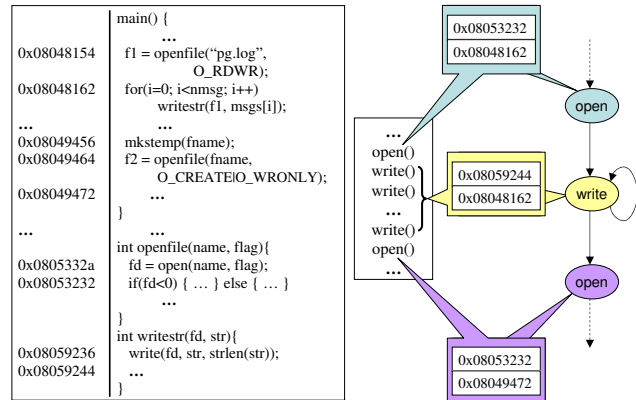 main() {
...
0x08048154 f1 = openfile(“pg.log”,
O_RDWR);
0x08048162 for(i=0; i<nmsg; i++)
writestr(f1, msgs[i]);
... ...
0x08049456 mkstemp(fname);
0x08049464 f2 = openfile(fname,
O_CREATE|O_WRONLY);
0x08049472 ...
}
... ...
int openfile(name, flag){
0x0805332a fd = open(name, flag);
0x08053232 if(fd<0) { ... } else { ... }
...
}
int writestr(fd, str){
0x08059236 write(fd, str, strlen(str));
0x08059244 ...
}
...
open()
write()
write()
...
write()
open()
...
0x08053232
0x08048162
open
0x08059244
0x08048162
write
open
0x08053232
0x08049472